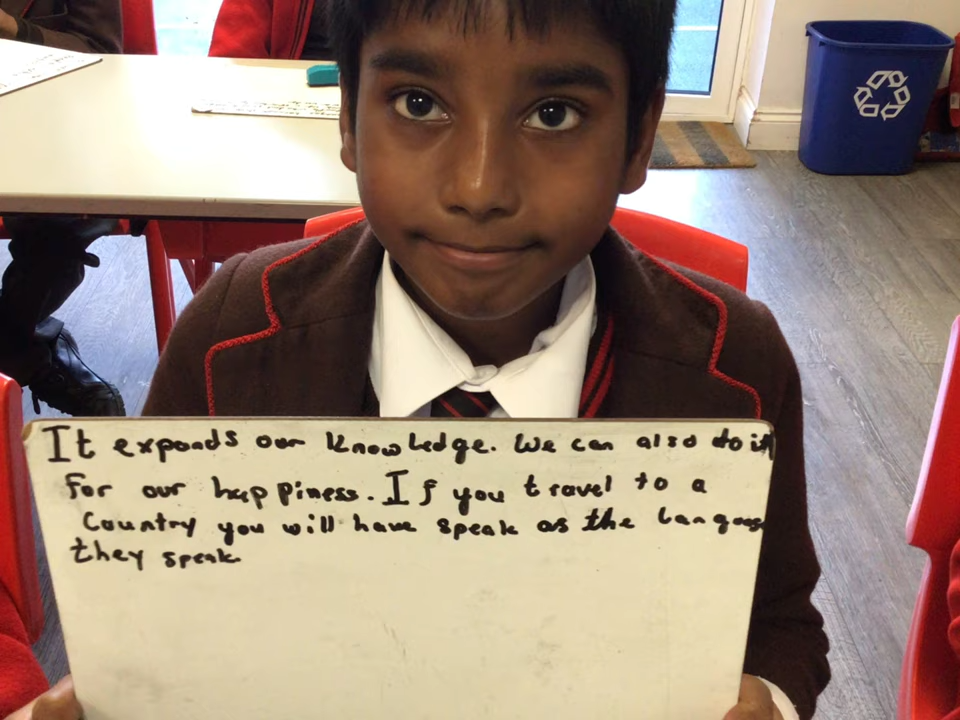 It expands our knowledge. We can also do it
for our happiness. If you travel to a
country you will have speak as the language
they speak